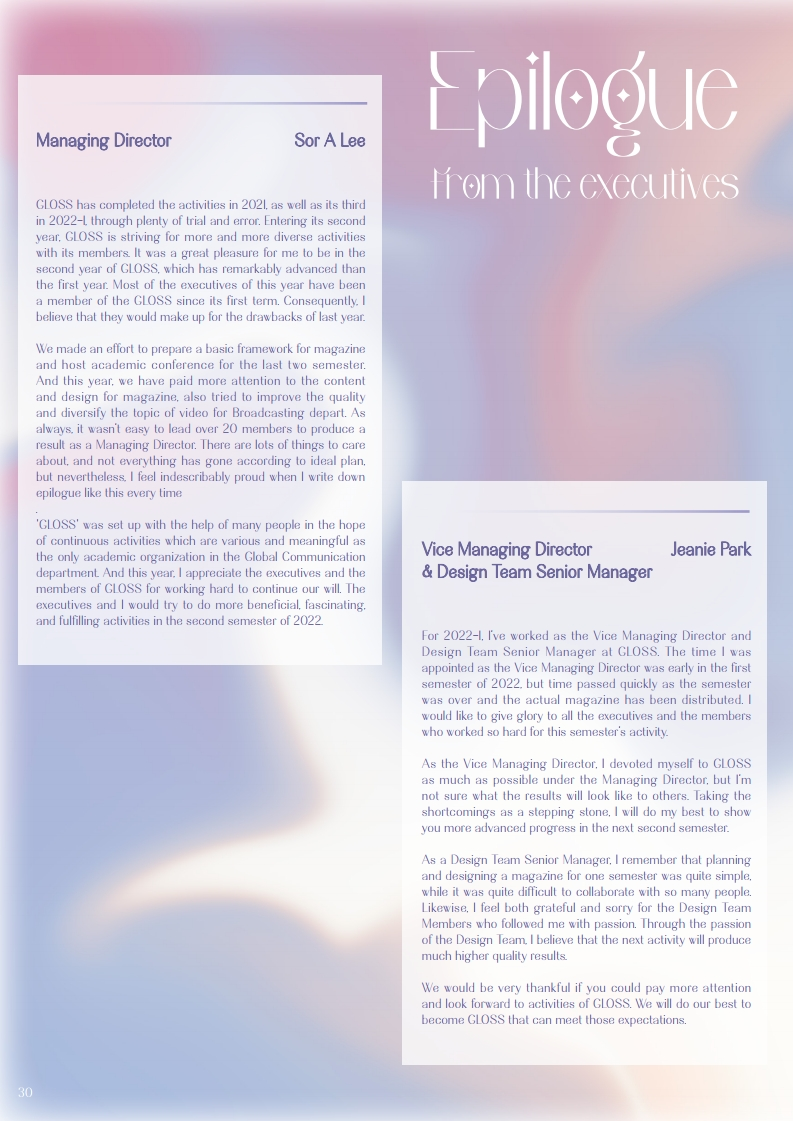 Epilogue
from the executives
Managing Director Sor A Lee
GLOSS has completed the activities in 2021, as well as its third
in 2022-1, through plenty of trial and error. Entering its second
year, GLOSS is striving for more and more diverse activities
with its members. It was a great pleasure for me to be in the
second year of GLOSS, which has remarkably advanced than
the first year. Most of the executives of this year have been
a member of the GLOSS since its first term. Consequently, I
believe that they would make up for the drawbacks of last year.
We made an effort to prepare a basic framework for magazine
and host academic conference for the last two semester.
And this year, we have paid more attention to the content
and design for magazine, also tried to improve the quality
and diversify the topic of video for Broadcasting depart. As
always, it wasn't easy to lead over 20 members to produce a
result as a Managing Director. There are lots of things to care
about, and not everything has gone according to ideal plan,
but nevertheless, I feel indescribably proud when I write down
epilogue like this every time
.
'GLOSS' was set up with the help of many people in the hope
of continuous activities which are various and meaningful as
the only academic organization in the Global Communication
department. And this year, I appreciate the executives and the
members of GLOSS for working hard to continue our will. The
executives and I would try to do more beneficial, fascinating,
and fulfilling activities in the second semester of 2022.
Vice Managing Director Jeanie Park
& Design Team Senior Manager
For 2022-1, I've worked as the Vice Managing Director and
Design Team Senior Manager at GLOSS. The time I was
appointed as the Vice Managing Director was early in the first
semester of 2022, but time passed quickly as the semester
was over and the actual magazine has been distributed. I
would like to give glory to all the executives and the members
who worked so hard for this semester's activity.
As the Vice Managing Director, I devoted myself to GLOSS
as much as possible under the Managing Director, but I'm
not sure what the results will look like to others. Taking the
shortcomings as a stepping stone, I will do my best to show
you more advanced progress in the next second semester.
As a Design Team Senior Manager, I remember that planning
and designing a magazine for one semester was quite simple,
while it was quite difficult to collaborate with so many people.
Likewise, I feel both grateful and sorry for the Design Team
Members who followed me with passion. Through the passion
of the Design Team, I believe that the next activity will produce
much higher quality results.
We would be very thankful if you could pay more attention
and look forward to activities of GLOSS. We will do our best to
become GLOSS that can meet those expectations.
30